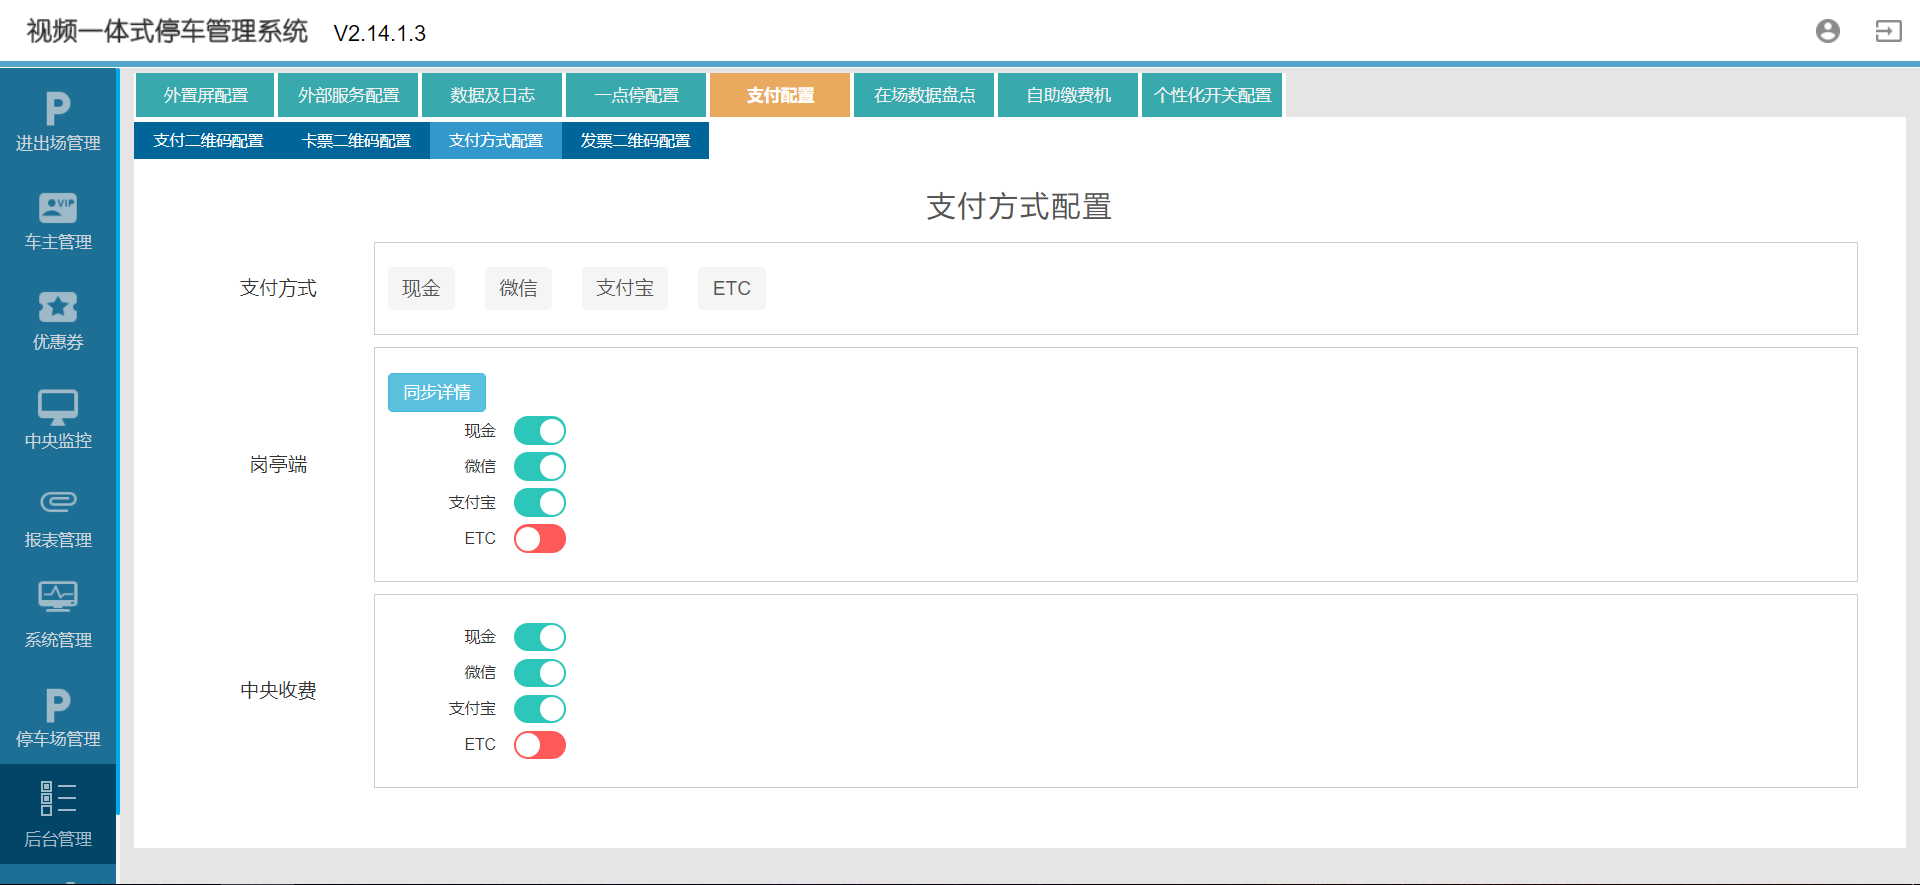 视频一体式停车管理系统 V2.14.1.3
外置屏配置 外部服务配置 数据及日志 一点停配置 支付配置 在场数据盘点 自助缴费机 个性化开关配置
支付二维码配置 卡票二维码配置 支付方式配置 发票二维码配置
进出场管理
车主管理
优惠券
中央监控
报表管理
系统管理
停车场管理
后台管理
支付方式配置
支付方式 现金 微信 支付宝 ETC
岗亭端
同步详情
现金
微信
支付宝
ETC
中央收费
现金
微信
支付宝
ETC